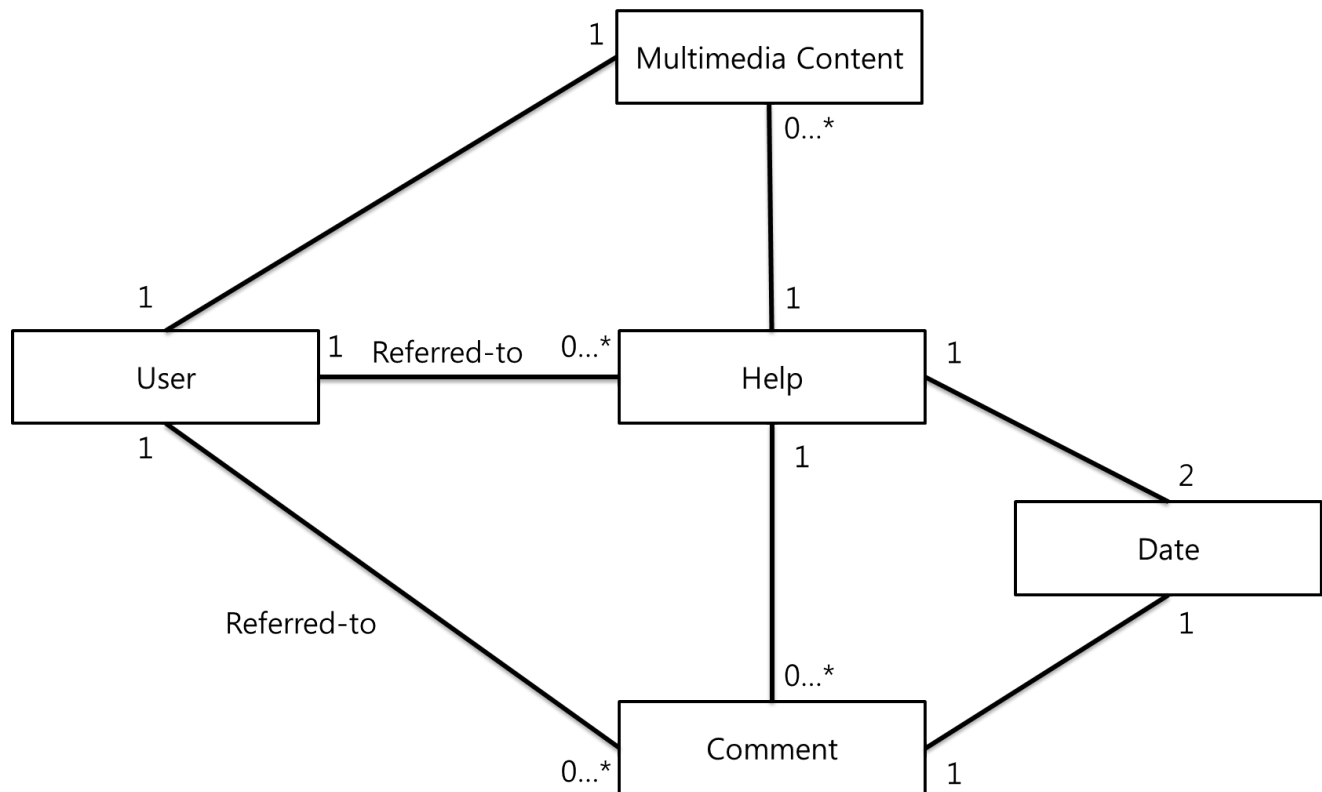 1
Multimedia Content
0...*
1
1
1
Referred-to
0...*
1
User
Help
1
1
2
Date
Referred-to
1
0...*
Comment
0...*
1